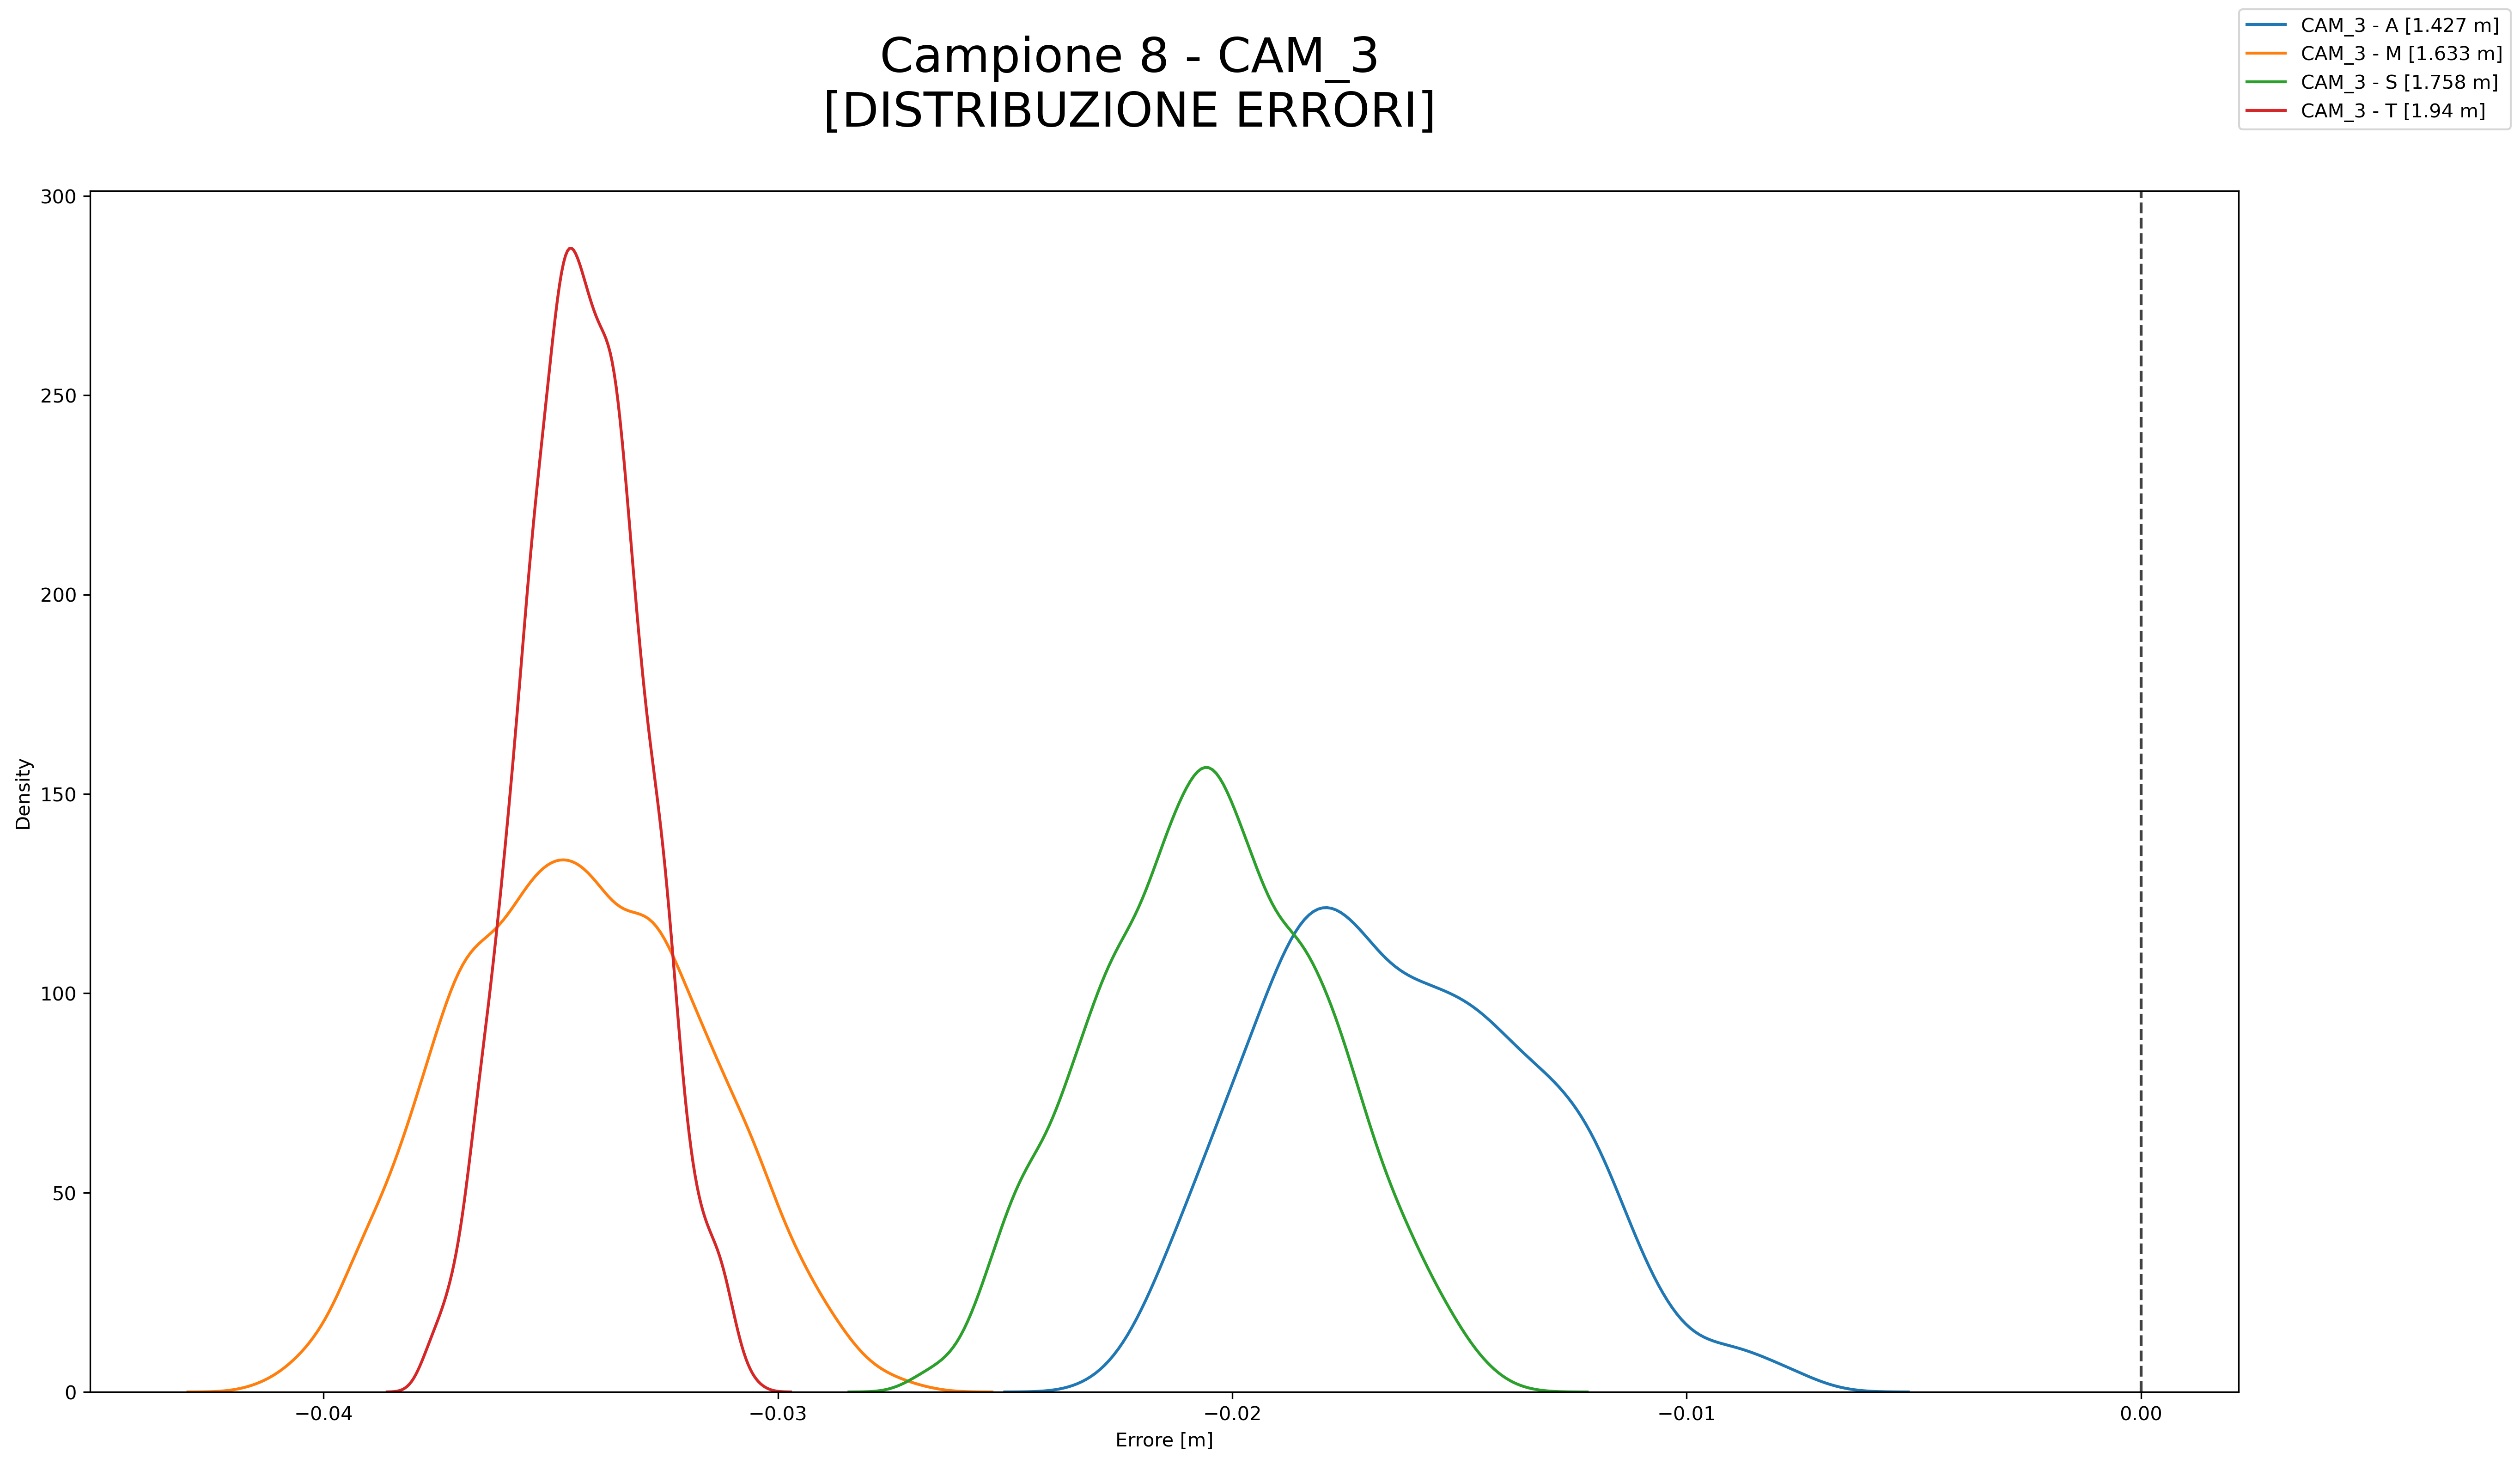 Campione 8 - CAM_3
[DISTRIBUZIONE ERRORI]
CAM_3 - A [1.427 m]
CAM_3 - M [1.633 m]
CAM_3 - S [1.758 m]
CAM_3 - T [1.94 m]
300
250
200
150
100
50
0
Density
−0.04
−0.03
−0.02
−0.01
0.00
Errore [m]